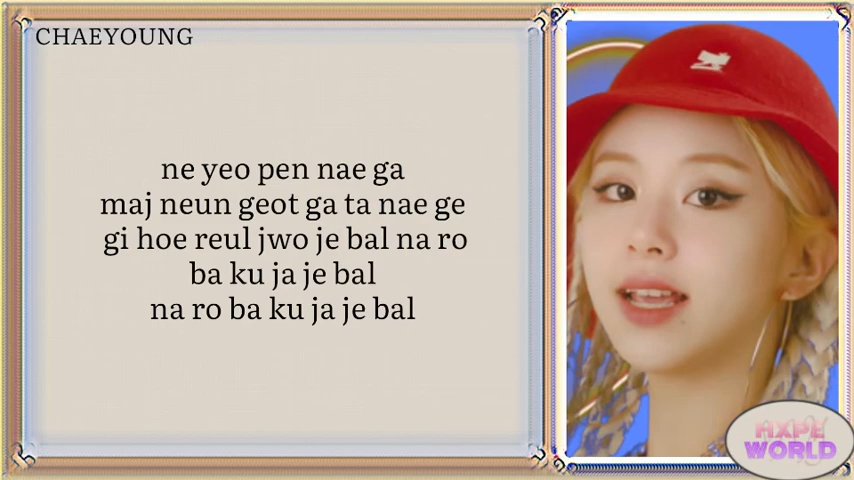 CHAEYOUNG
ne yeo pen nae ga
maj neun geot ga ta nae ge
gi hoe reul jwo je bal na ro
ba ku ja je bal
na ro ba ku ja je bal
HXPE
WORLD